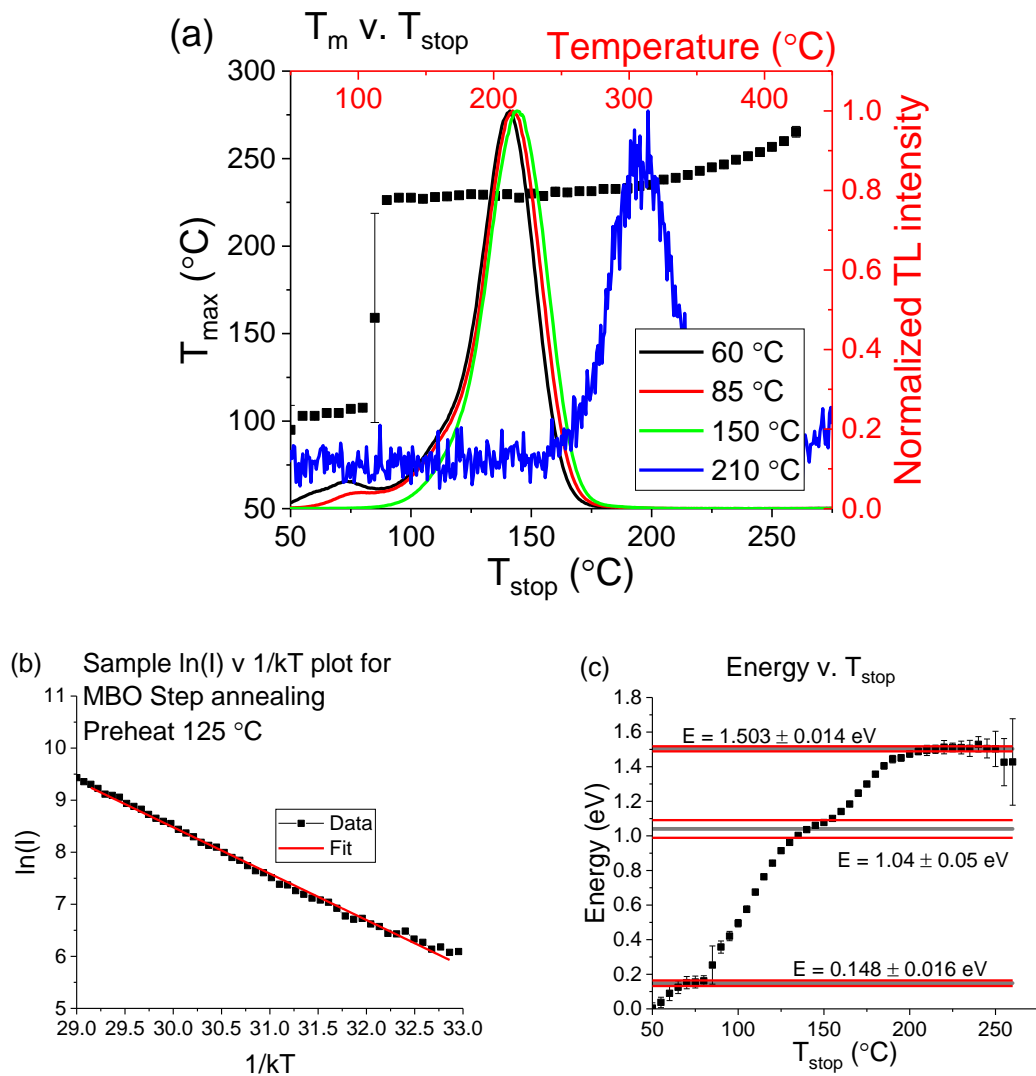 (a)
T_m v. T_stop
Temperature (°C)
100 200 300 400
300
250
200
150
100
50
T_max (°C)
1.0
0.8
0.6
0.4
0.2
0.0
Normalized TL intensity
60 °C
85 °C
150 °C
210 °C
50 100 150 200 250
T_stop (°C)
(b)
Sample ln(I) v 1/kT plot for
MBO Step annealing
Preheat 125 °C
11
10
9
8
7
6
5
ln(I)
Data
Fit
29.0 29.5 30.0 30.5 31.0 31.5 32.0 32.5 33.0
1/kT
(c)
Energy v. T_stop
1.8
1.6
1.4
1.2
1.0
0.8
0.6
0.4
0.2
0.0
Energy (eV)
E = 1.503 ± 0.014 eV
E = 1.04 ± 0.05 eV
E = 0.148 ± 0.016 eV
50 100 150 200 250
T_stop (°C)